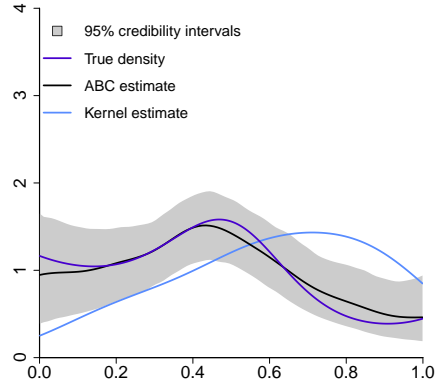 4
95% credibility intervals
True density
ABC estimate
Kernel estimate
3
2
1
0
0.0 0.2 0.4 0.6 0.8 1.0